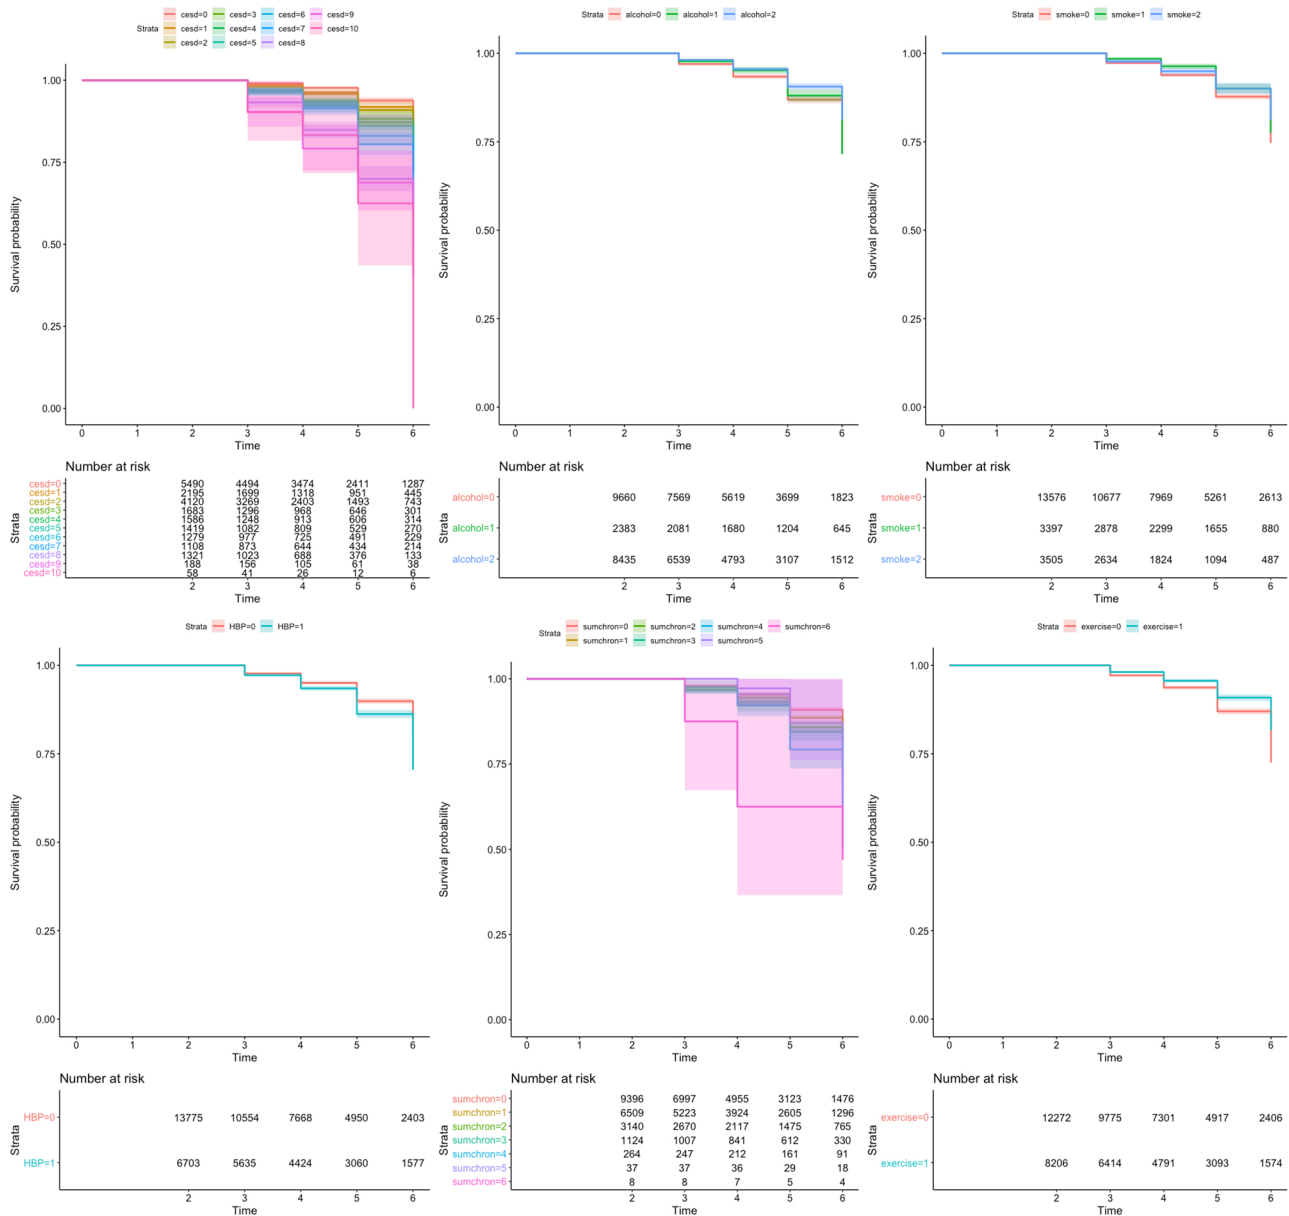 cesd=0 cesd=3 cesd=6 cesd=9
Strata cesd=1 cesd=4 cesd=7 cesd=10
cesd=2 cesd=5 cesd=8
1.00
0.75
0.50
0.25
0.00
Survival probability
0 1 2 3 4 5 6
Time
Number at risk
Strata
cesd=0 5490 4494 3474 2411 1287
cesd=1 2195 1699 1318 951 445
cesd=2 4120 3269 2403 1493 743
cesd=3 1683 1296 968 646 301
cesd=4 1586 1248 913 606 314
cesd=5 1419 1082 809 529 270
cesd=6 1279 977 725 491 229
cesd=7 1108 873 644 434 214
cesd=8 1321 1023 688 376 133
cesd=9 188 156 105 61 38
cesd=10 58 41 26 12 6
2 3 4 5 6
Time
Strata alcohol=0 alcohol=1 alcohol=2
1.00
0.75
0.50
0.25
0.00
Survival probability
0 1 2 3 4 5 6
Time
Number at risk
Strata
alcohol=0 9660 7569 5619 3699 1823
alcohol=1 2383 2081 1680 1204 645
alcohol=2 8435 6539 4793 3107 1512
2 3 4 5 6
Time
Strata smoke=0 smoke=1 smoke=2
1.00
0.75
0.50
0.25
0.00
Survival probability
0 1 2 3 4 5 6
Time
Number at risk
Strata
smoke=0 13576 10677 7969 5261 2613
smoke=1 3397 2878 2299 1655 880
smoke=2 3505 2634 1824 1094 487
2 3 4 5 6
Time
Strata HBP=0 HBP=1
1.00
0.75
0.50
0.25
0.00
Survival probability
0 1 2 3 4 5 6
Time
Number at risk
Strata
HBP=0 13775 10554 7668 4950 2403
HBP=1 6703 5635 4424 3060 1577
2 3 4 5 6
Time
sumchron=0 sumchron=2 sumchron=4 sumchron=6
Strata
sumchron=1 sumchron=3 sumchron=5
1.00
0.75
0.50
0.25
0.00
Survival probability
0 1 2 3 4 5 6
Time
Number at risk
Strata
sumchron=0 9396 6997 4955 3123 1476
sumchron=1 6509 5223 3924 2605 1296
sumchron=2 3140 2670 2117 1475 765
sumchron=3 1124 1007 841 612 330
sumchron=4 264 247 212 161 91
sumchron=5 37 37 36 29 18
sumchron=6 8 8 7 5 4
2 3 4 5 6
Time
Strata exercise=0 exercise=1
1.00
0.75
0.50
0.25
0.00
Survival probability
0 1 2 3 4 5 6
Time
Number at risk
Strata
exercise=0 12272 9775 7301 4917 2406
exercise=1 8206 6414 4791 3093 1574
2 3 4 5 6
Time